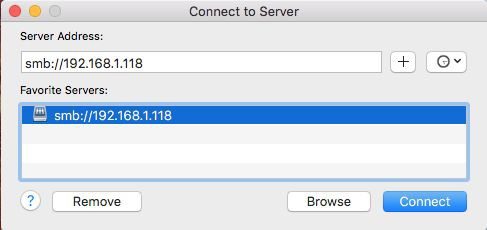 Connect to Server
Server Address:
smb://192.168.1.118
+
Favorite Servers:
smb://192.168.1.118
? Remove Browse Connect